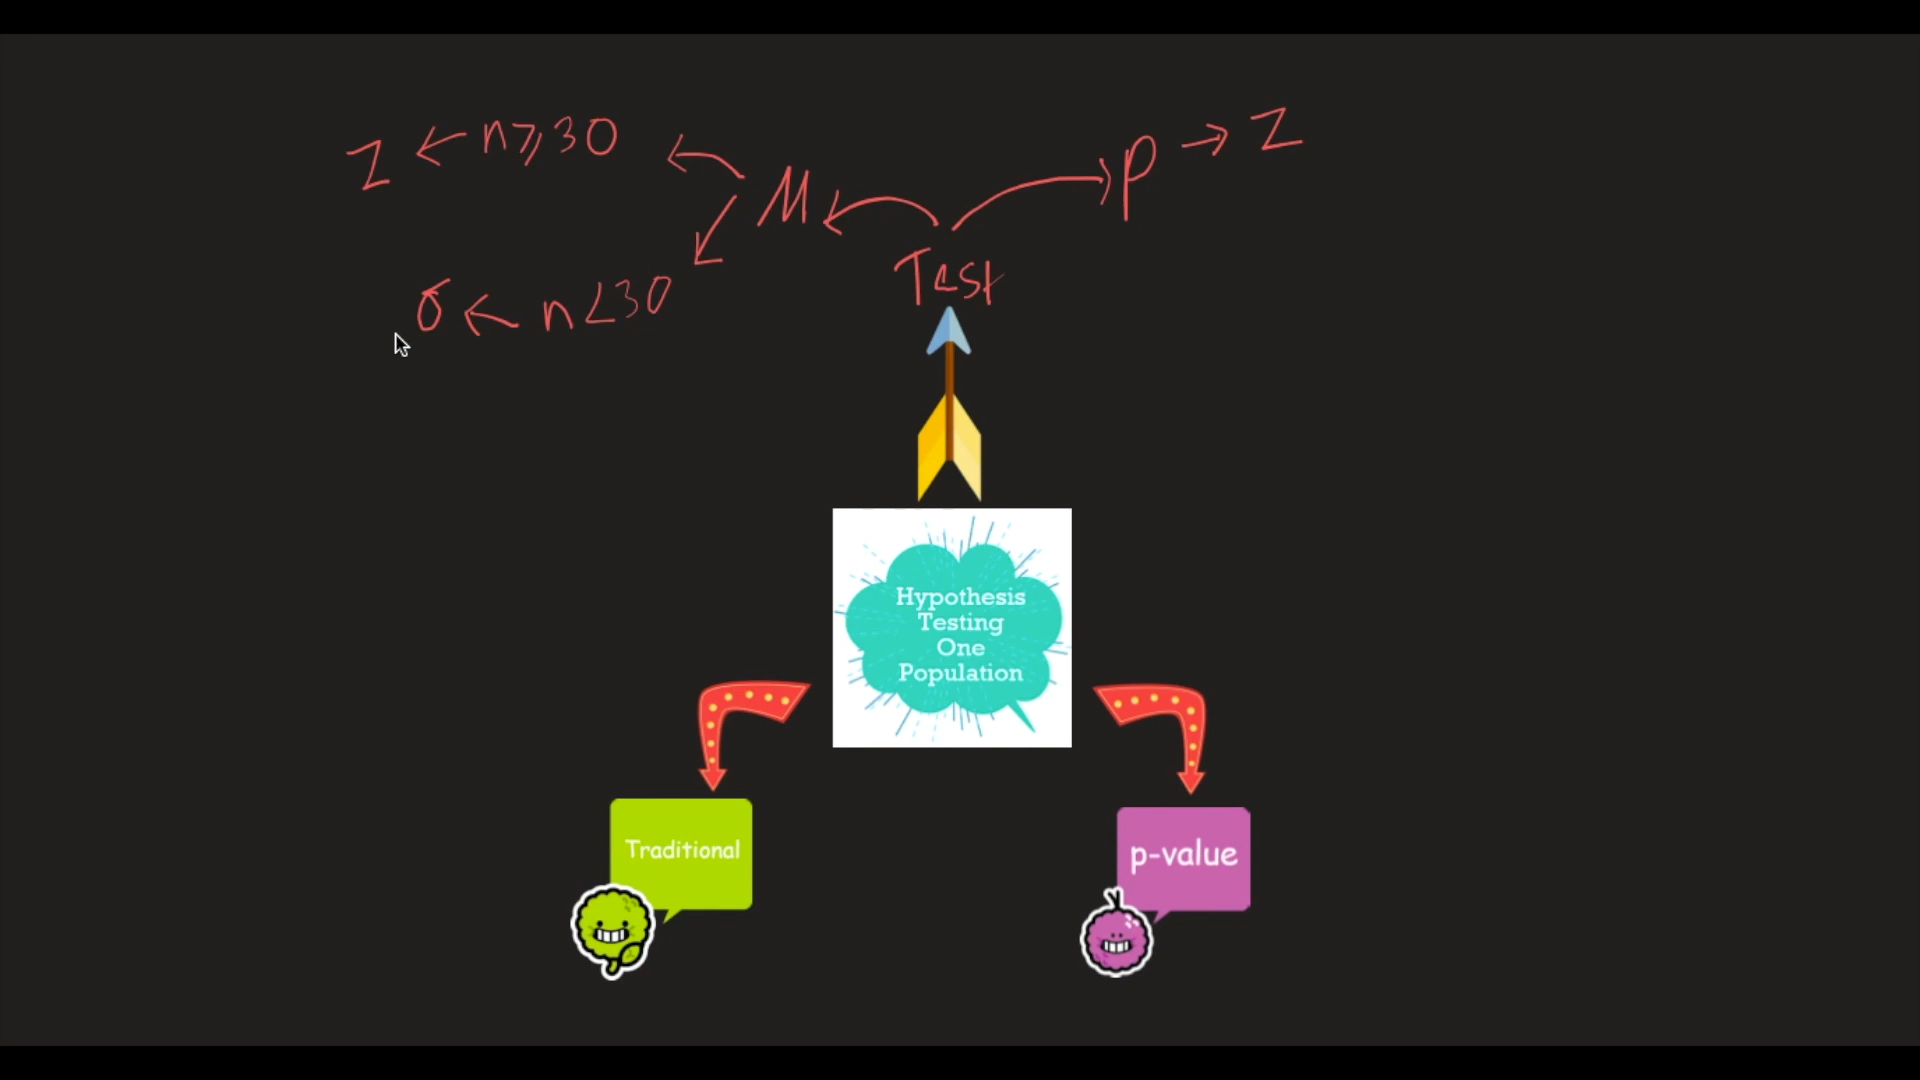 Z ← n ≥ 30 ← M → p → Z
σ ← n < 30
Test
Hypothesis
Testing
One
Population
Traditional
p-value